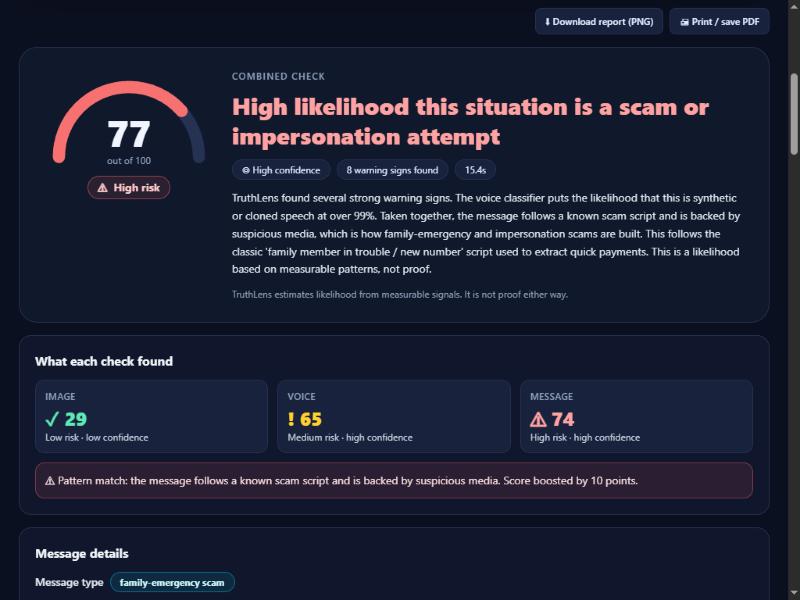 ⬇ Download report (PNG)
🖨 Print / save PDF
77
out of 100
⚠ High risk
COMBINED CHECK
High likelihood this situation is a scam or
impersonation attempt
◎ High confidence
8 warning signs found
15.4s
TruthLens found several strong warning signs. The voice classifier puts the likelihood that this is synthetic
or cloned speech at over 99%. Taken together, the message follows a known scam script and is backed by
suspicious media, which is how family-emergency and impersonation scams are built. This follows the
classic 'family member in trouble / new number' script used to extract quick payments. This is a likelihood
based on measurable patterns, not proof.
TruthLens estimates likelihood from measurable signals. It is not proof either way.
What each check found
IMAGE
✓ 29
Low risk · low confidence
VOICE
! 65
Medium risk · high confidence
MESSAGE
⚠ 74
High risk · high confidence
⚠ Pattern match: the message follows a known scam script and is backed by suspicious media. Score boosted by 10 points.
Message details
Message type family-emergency scam